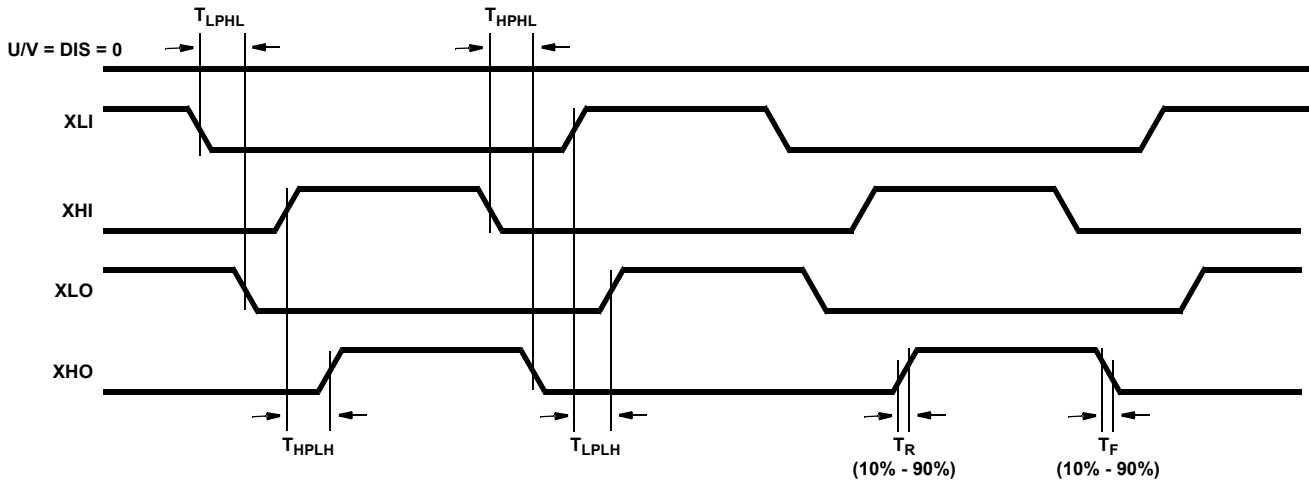 T_LPHL
T_HPHL
U/V = DIS = 0
XLI
XHI
XLO
XHO
T_HPLH
T_LPLH
T_R
(10% - 90%)
T_F
(10% - 90%)